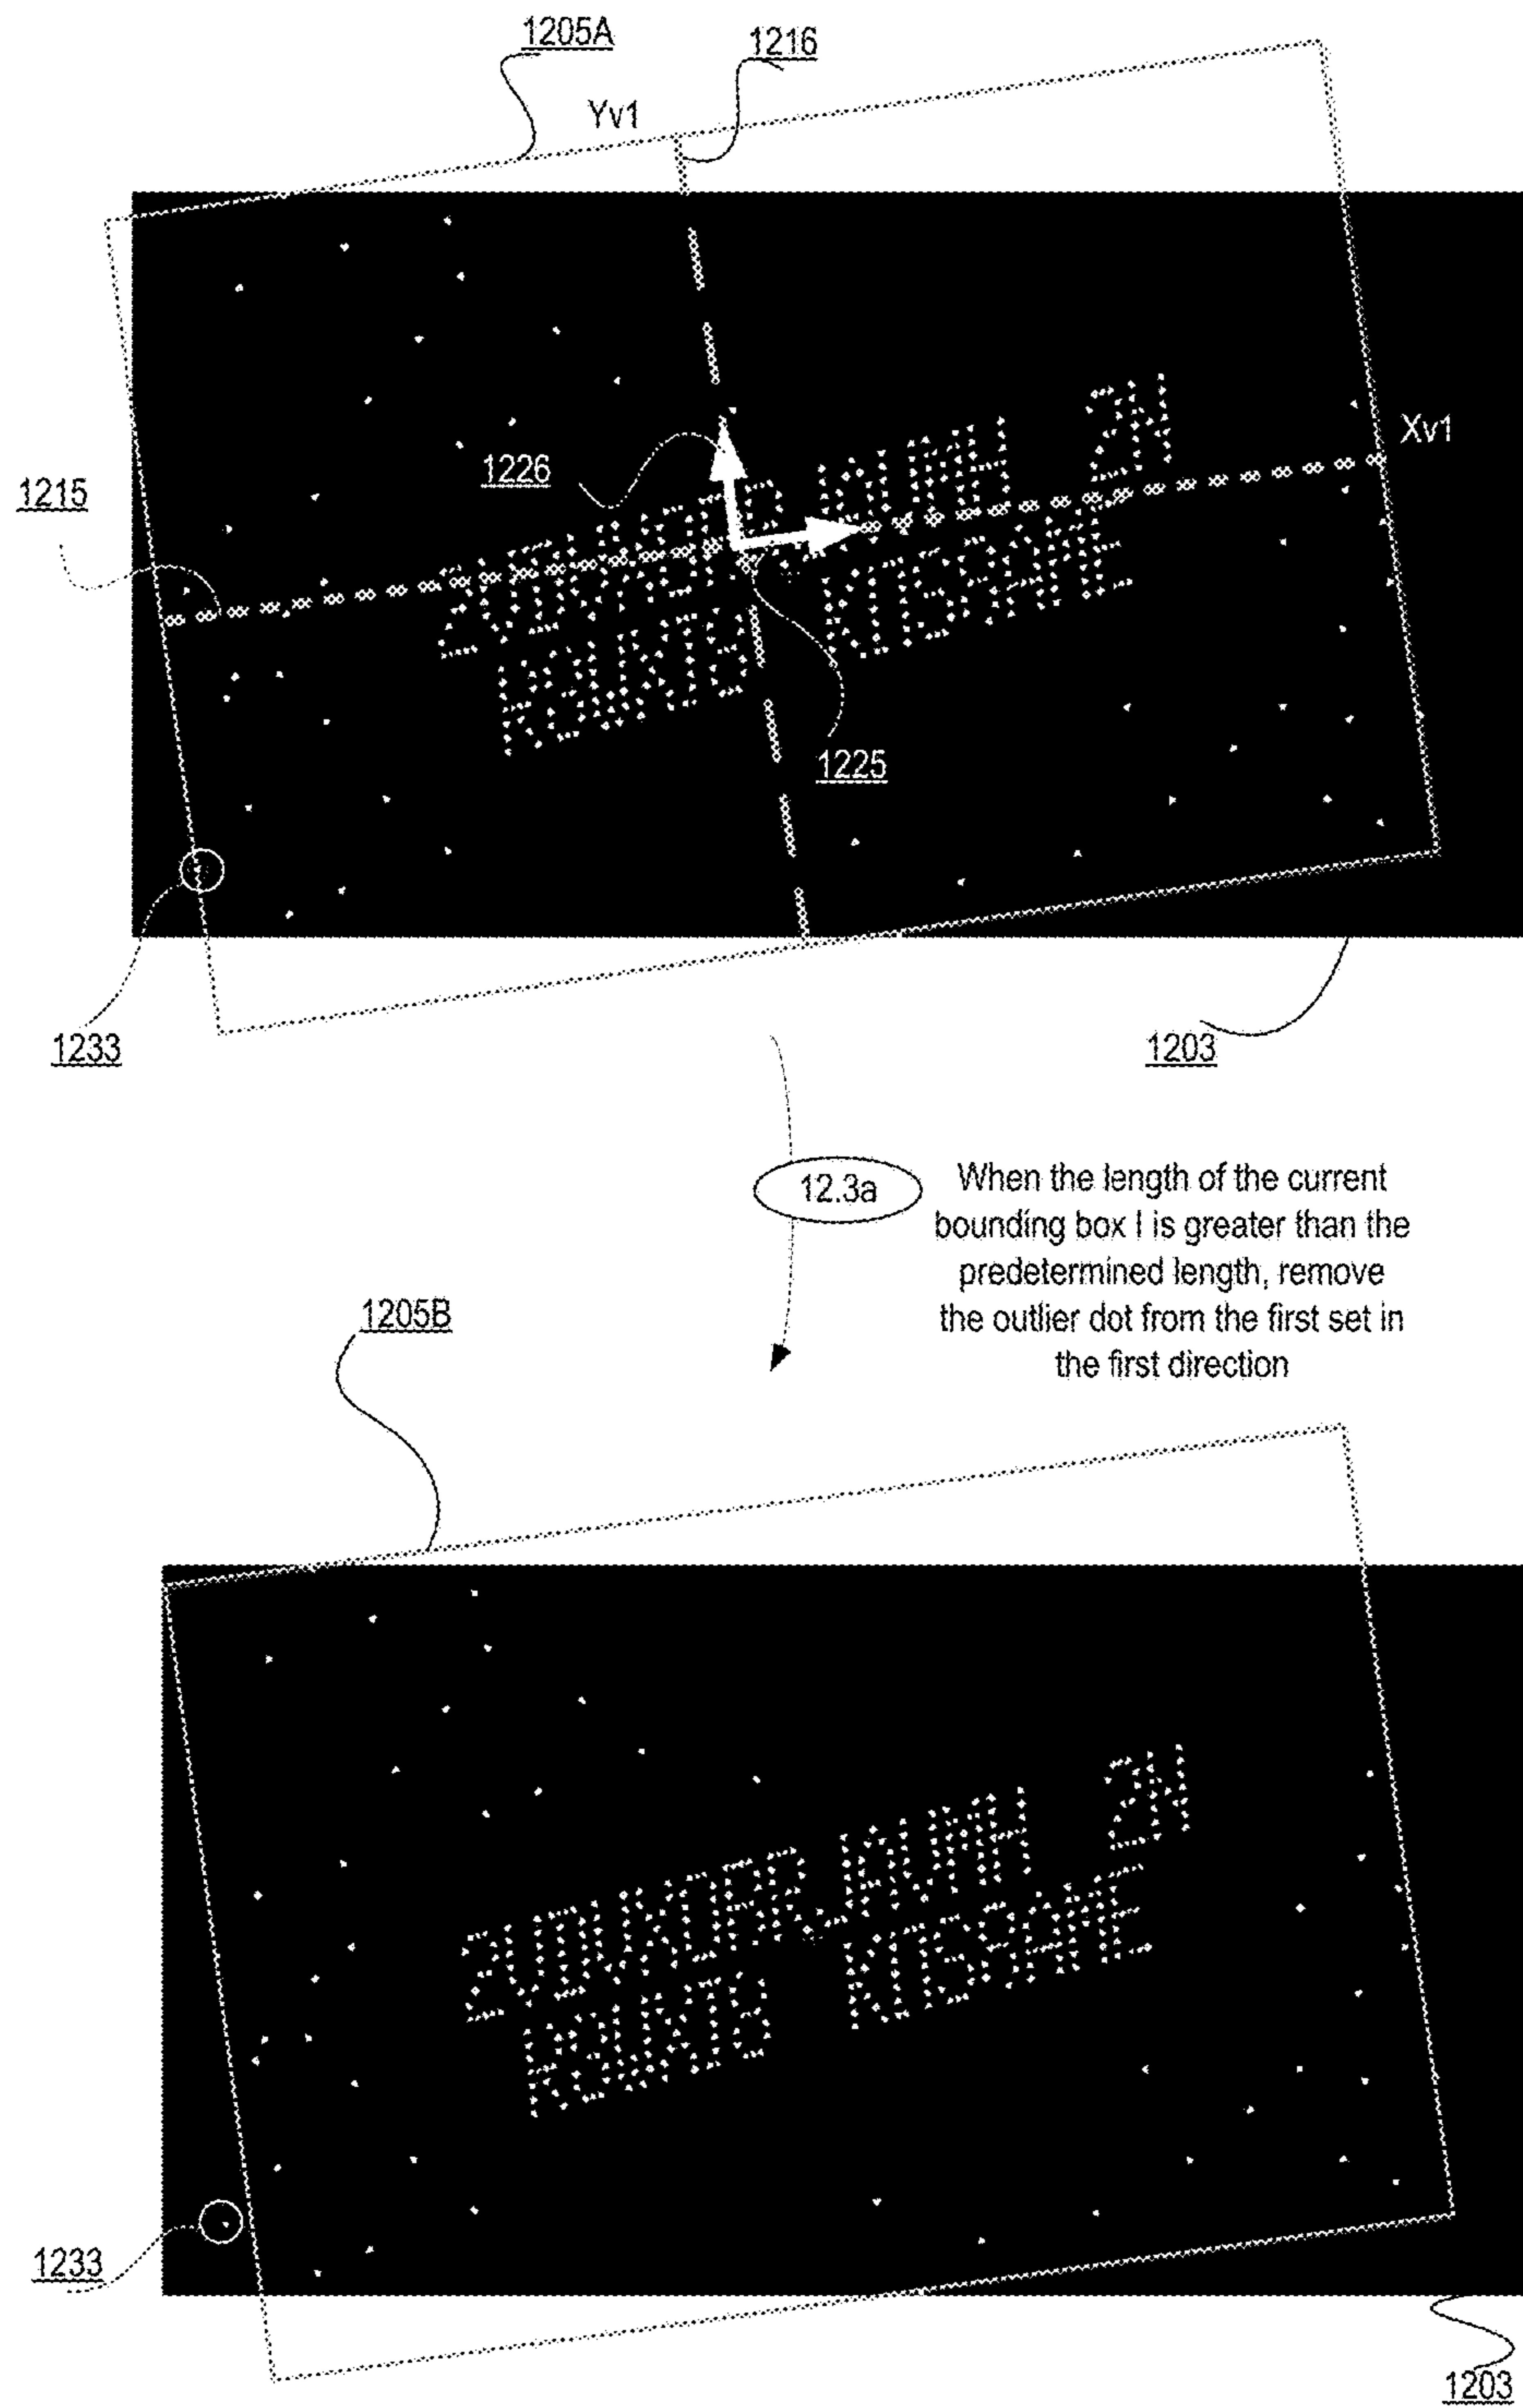 1205A
1216
Yv1
Xv1
1226
1215
1225
1233
1203
12.3a
When the length of the current
bounding box l is greater than the
predetermined length, remove
the outlier dot from the first set in
the first direction
1205B
1233
1203